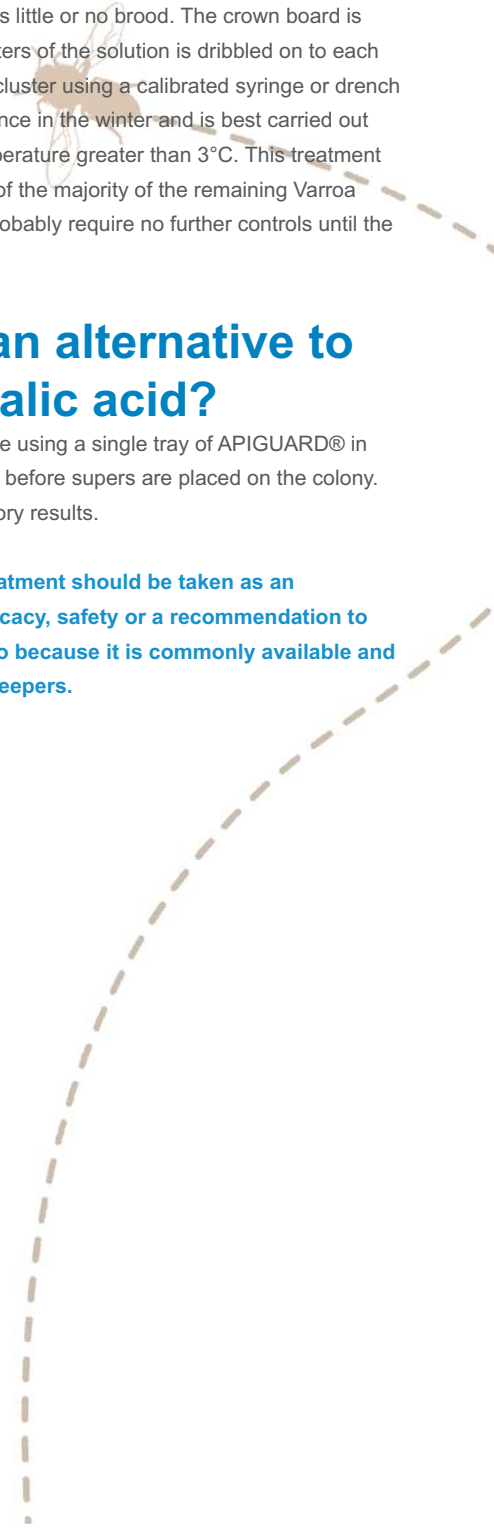 s little or no brood. The crown board is
ters of the solution is dribbled on to each
cluster using a calibrated syringe or drench
nce in the winter and is best carried out
perature greater than 3°C. This treatment
of the majority of the remaining Varroa
obably require no further controls until the
an alternative to
alic acid?
e using a single tray of APIGUARD® in
before supers are placed on the colony.
ory results.
atment should be taken as an
cacy, safety or a recommendation to
o because it is commonly available and
eepers.